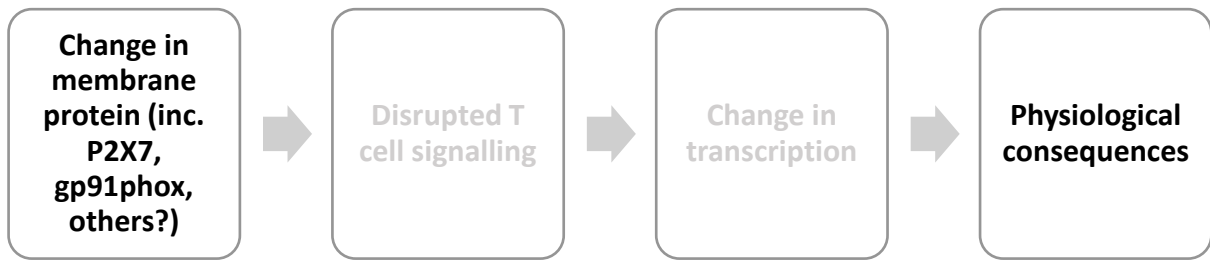 Change in
membrane
protein (inc.
P2X7,
gp91phox,
others?)
Disrupted T
cell signalling
Change in
transcription
Physiological
consequences